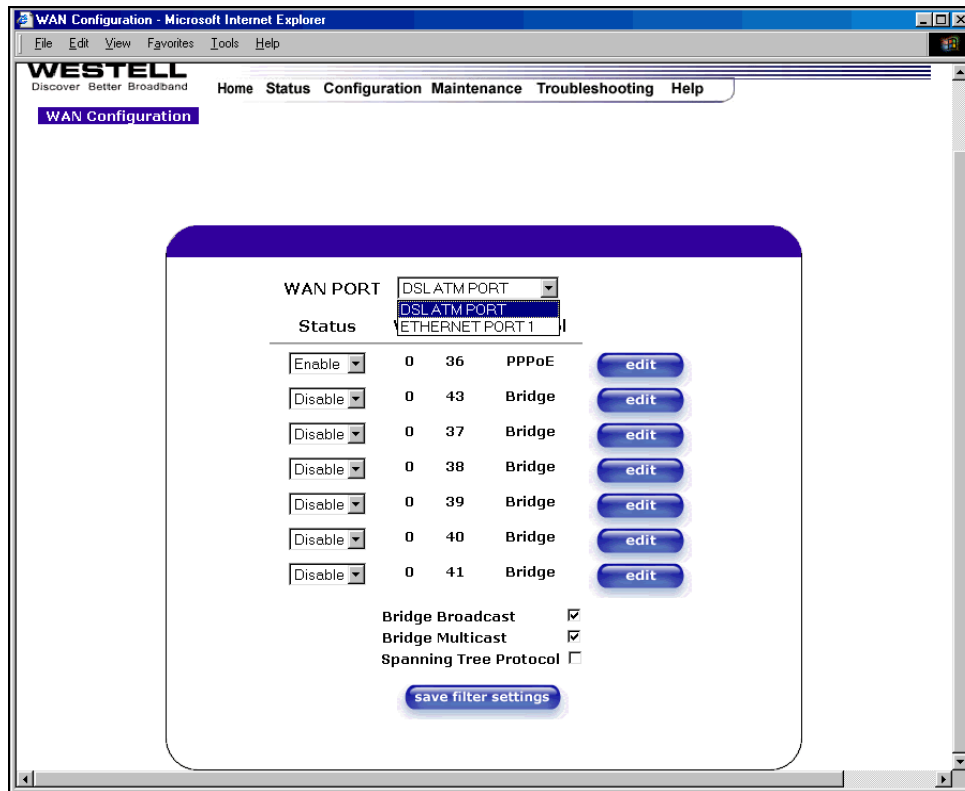 WAN Configuration - Microsoft Internet Explorer
File Edit View Favorites Tools Help
WESTELL
Discover Better Broadband
Home Status Configuration Maintenance Troubleshooting Help
WAN Configuration
WAN PORT DSL ATM PORT
DSL ATM PORT
ETHERNET PORT 1
Status
Enable 0 36 PPPoE edit
Disable 0 43 Bridge edit
Disable 0 37 Bridge edit
Disable 0 38 Bridge edit
Disable 0 39 Bridge edit
Disable 0 40 Bridge edit
Disable 0 41 Bridge edit
Bridge Broadcast
Bridge Multicast
Spanning Tree Protocol
save filter settings